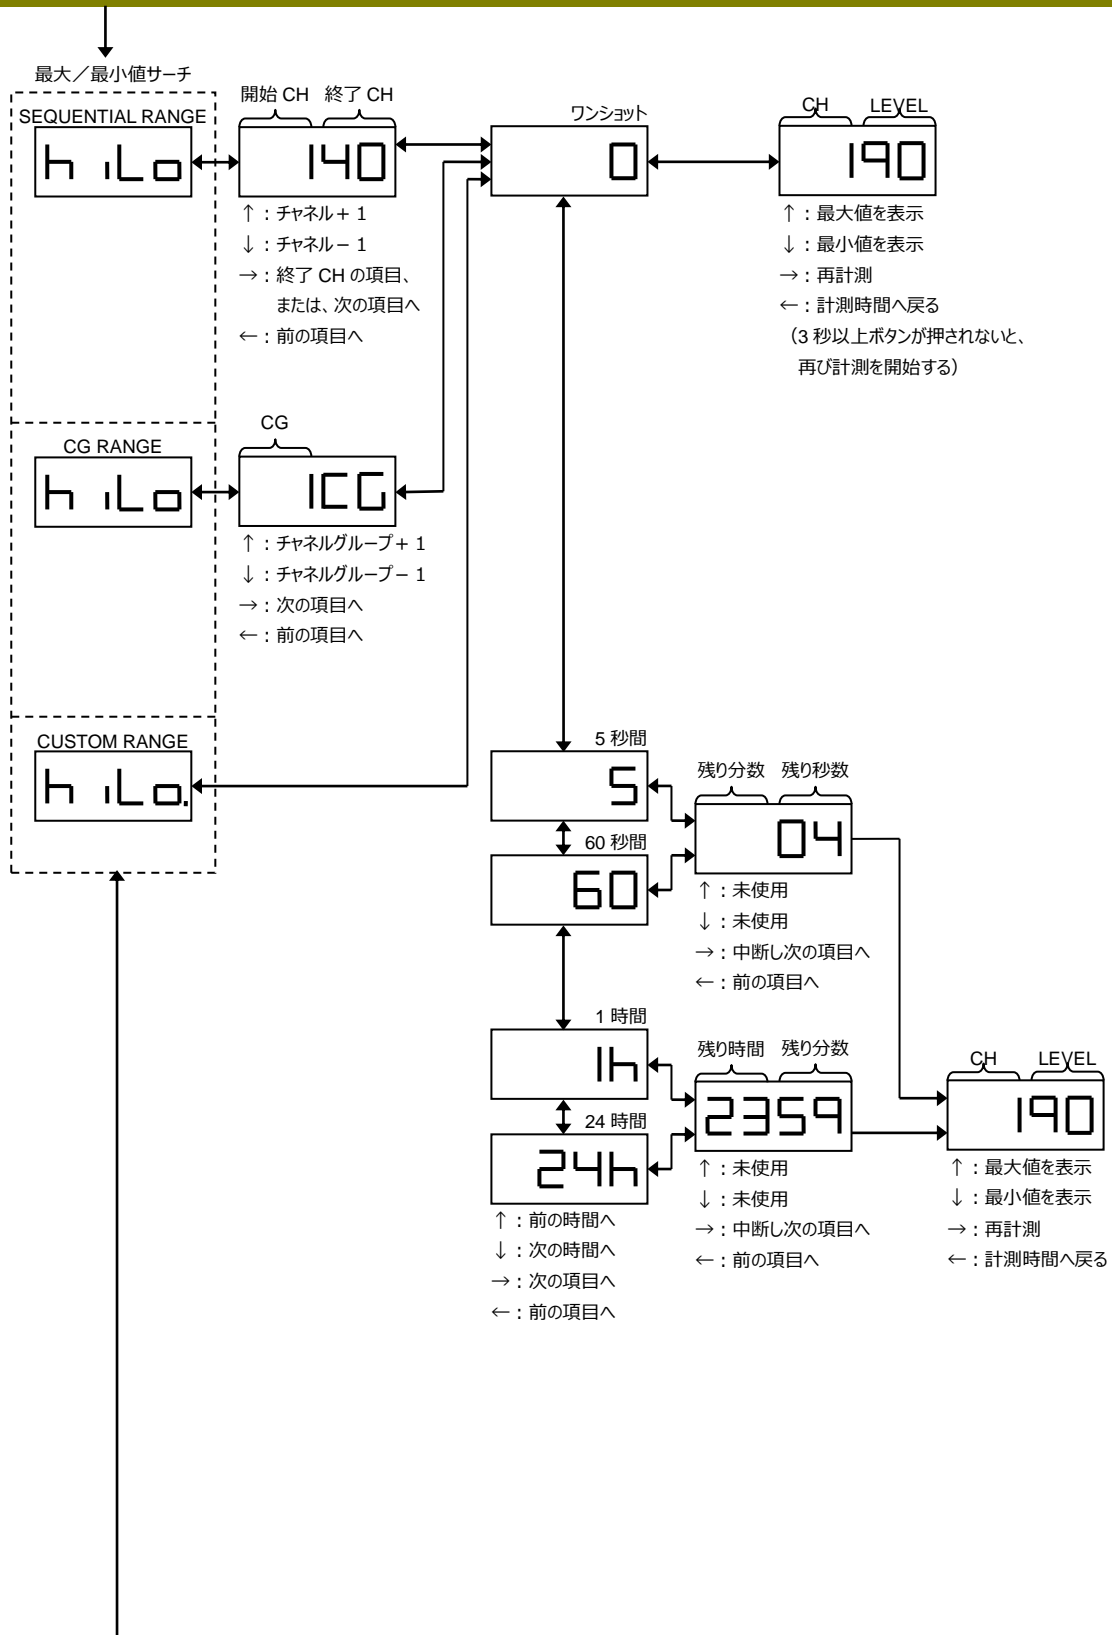 最大／最小値サーチ
SEQUENTIAL RANGE
hiLo
開始 CH 終了 CH
140
↑：チャネル＋ 1
↓：チャネル－ 1
→：終了 CH の項目、
または、次の項目へ
←：前の項目へ
ワンショット
0
CH LEVEL
190
↑：最大値を表示
↓：最小値を表示
→：再計測
←：計測時間へ戻る
（3 秒以上ボタンが押されないと、
再び計測を開始する）
CG RANGE
hiLo
CG
1CG
↑：チャネルグループ＋ 1
↓：チャネルグループ－ 1
→：次の項目へ
←：前の項目へ
CUSTOM RANGE
hiLo.
5 秒間
5
60 秒間
60
残り分数 残り秒数
04
↑：未使用
↓：未使用
→：中断し次の項目へ
←：前の項目へ
1 時間
1h
24 時間
24h
↑：前の時間へ
↓：次の時間へ
→：次の項目へ
←：前の項目へ
残り時間 残り分数
2359
↑：未使用
↓：未使用
→：中断し次の項目へ
←：前の項目へ
CH LEVEL
190
↑：最大値を表示
↓：最小値を表示
→：再計測
←：計測時間へ戻る